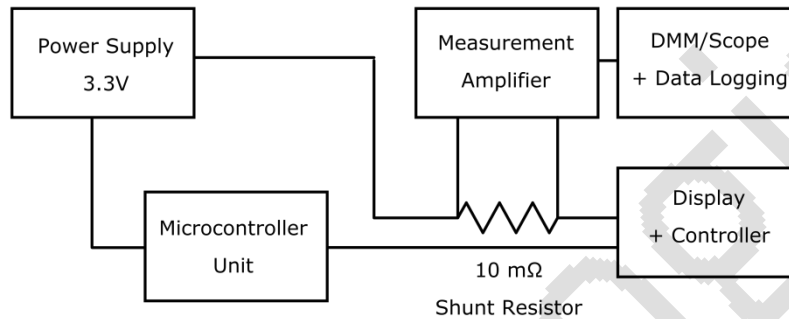 Power Supply
3.3V
Measurement
Amplifier
DMM/Scope
+ Data Logging
Microcontroller
Unit
Display
+ Controller
10 mΩ
Shunt Resistor